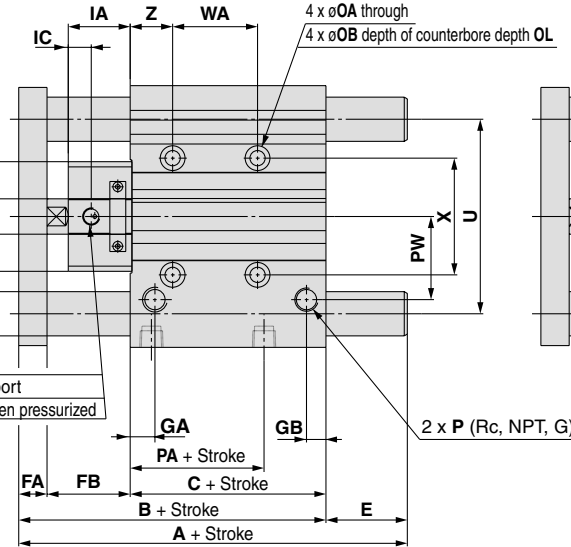 IA
Z
WA
4 x øOA through
IC
4 x øOB depth of counterbore depth OL
X
U
PW
ort
en pressurized
GA
GB
2 x P (Rc, NPT, G)
PA + Stroke
FA
FB
C + Stroke
B + Stroke
E
A + Stroke